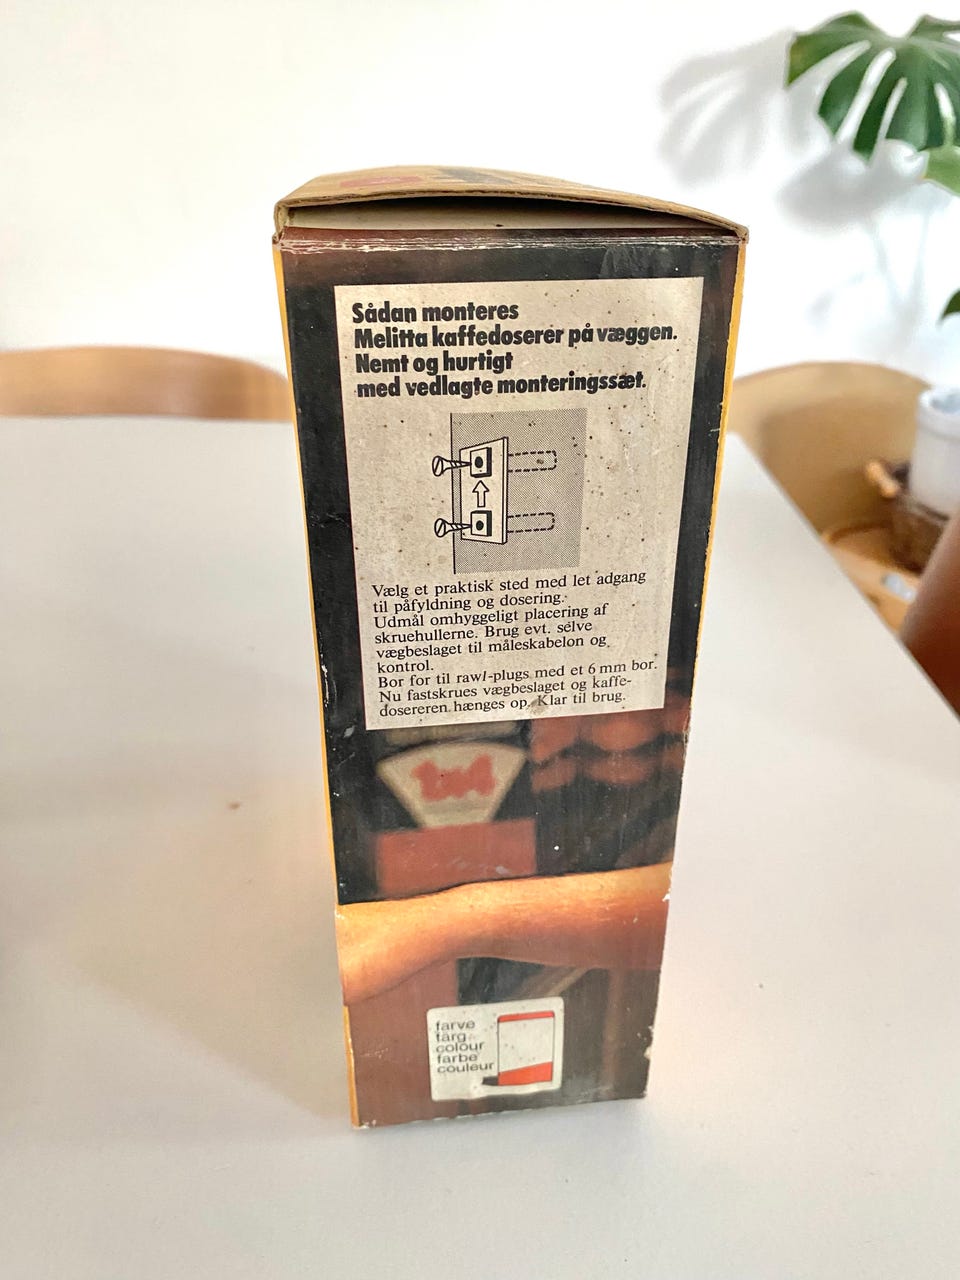 Sådan monteres
Melitta kaffedoserer på væggen.
Nemt og hurtigt
med vedlagte monteringssæt.
Vælg et praktisk sted med let adgang
til påfyldning og dosering.
Udmål omhyggeligt placering af
skruehullerne. Brug evt. selve
vægbeslaget til måleskabelon og
kontrol.
Bor for til rawl-plugs med et 6 mm bor.
Nu fastskrues vægbeslaget og kaffe-
dosereren hænges op. Klar til brug.
1x4
farve
färg
colour
farbe
couleur